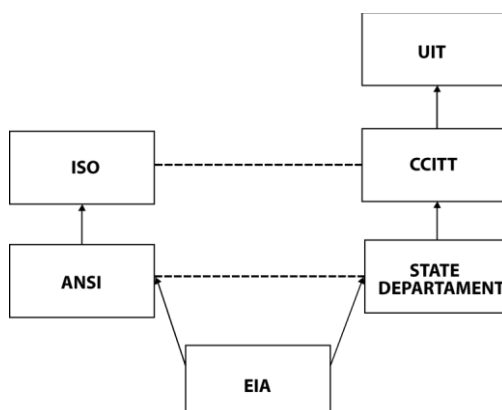 UIT
ISO
CCITT
ANSI
STATE
DEPARTAMENT
EIA